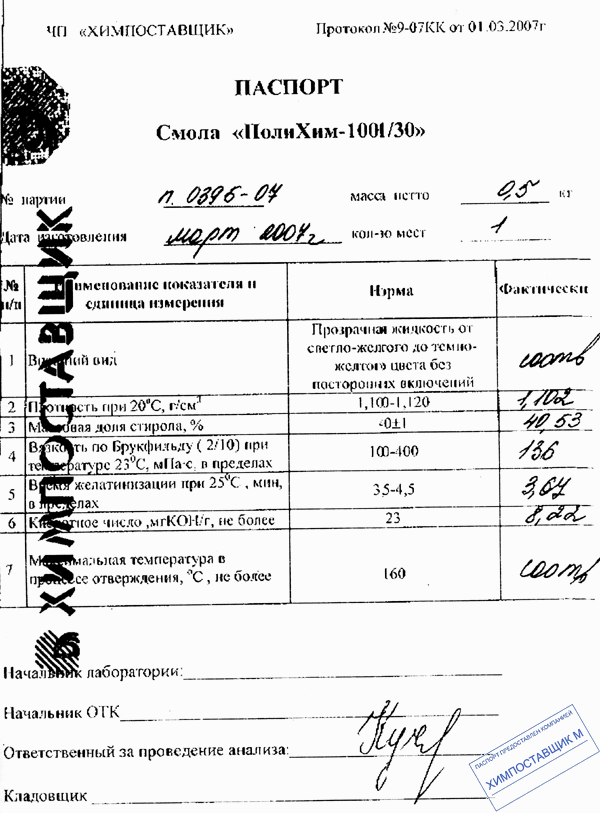 ЧП «ХИМПОСТАВЩИК» Протокол №9-07КК от 01.03.2007г
ПАСПОРТ
Смола «ПолиХим-1001/30»
№ партии п. 0396-07 масса нетто 0,5 кг
Дата изготовления март 2007г. кол-во мест 1
№ п/п Наименование показателя и единица измерения Норма Фактически
1 Внешний вид Прозрачная жидкость от светло-желтого до темно-желтого цвета без посторонних включений соотв
2 Плотность при 20°С, г/см³ 1,100-1,120 1,102
3 Массовая доля стирола, % 40±1 40,53
4 Вязкость по Брукфильду ( 2/10) при температуре 23°С, мПа·с, в пределах 100-400 136
5 Время желатинизации при 25°С , мин, в пределах 3,5-4,5 3,67
6 Кислотное число ,мгКОН/г, не более 23 8,22
7 Максимальная температура в процессе отверждения, °С , не более 160 соотв
Начальник лаборатории:
Начальник ОТК
Ответственный за проведение анализа:
Кладовщик
ХИМПОСТАВЩИК
ПАСПОРТ ПРЕДОСТАВЛЕН КОМПАНИЕЙ
ХИМПОСТАВЩИК М